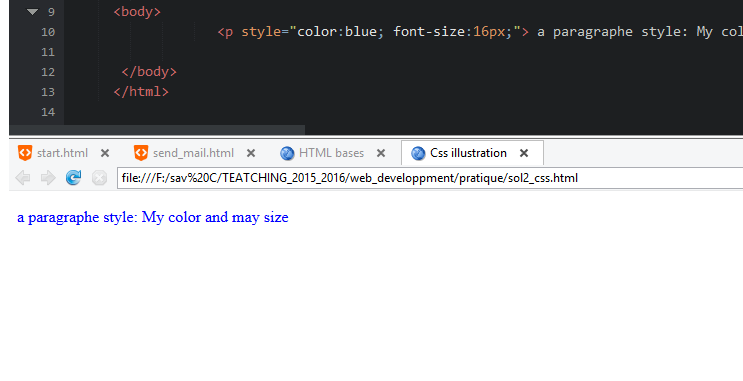 9 <body>
10 <p style="color:blue; font-size:16px;"> a paragraphe style: My col
11
12 </body>
13 </html>
14
start.html send_mail.html HTML bases Css illustration
file:///F:/sav%20C/TEATCHING_2015_2016/web_developpment/pratique/sol2_css.html
a paragraphe style: My color and may size